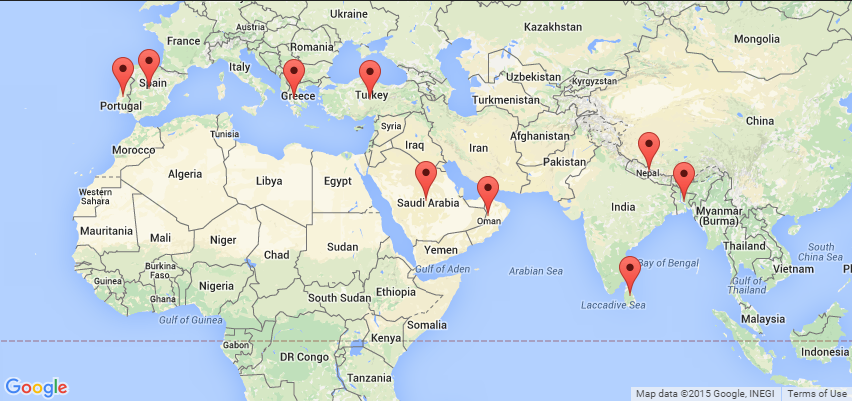 Ukraine
Kazakhstan
Mongolia
France
Romania
Italy
Spain
Portugal
Greece
Turkey
Uzbekistan
Kyrgyzstan
Turkmenistan
China
Syria
Iraq
Iran
Afghanistan
Pakistan
Tunisia
Morocco
Algeria
Libya
Egypt
Nepal
Western
Sahara
Saudi Arabia
Oman
India
Myanmar
(Burma)
Mauritania
Mali
Niger
Chad
Sudan
Yemen
Thailand
South
China Sea
Gulf of Aden
Arabian Sea
Bay of Bengal
Vietnam
Ph
Burkina
Faso
Guinea
Ghana
Nigeria
South Sudan
Ethiopia
Gulf of
Thailand
Laccadive Sea
Gulf of Guinea
Somalia
Malaysia
Gabon
DR Congo
Kenya
Indonesia
Tanzania
Google
Map data ©2015 Google, INEGI
Terms of Use